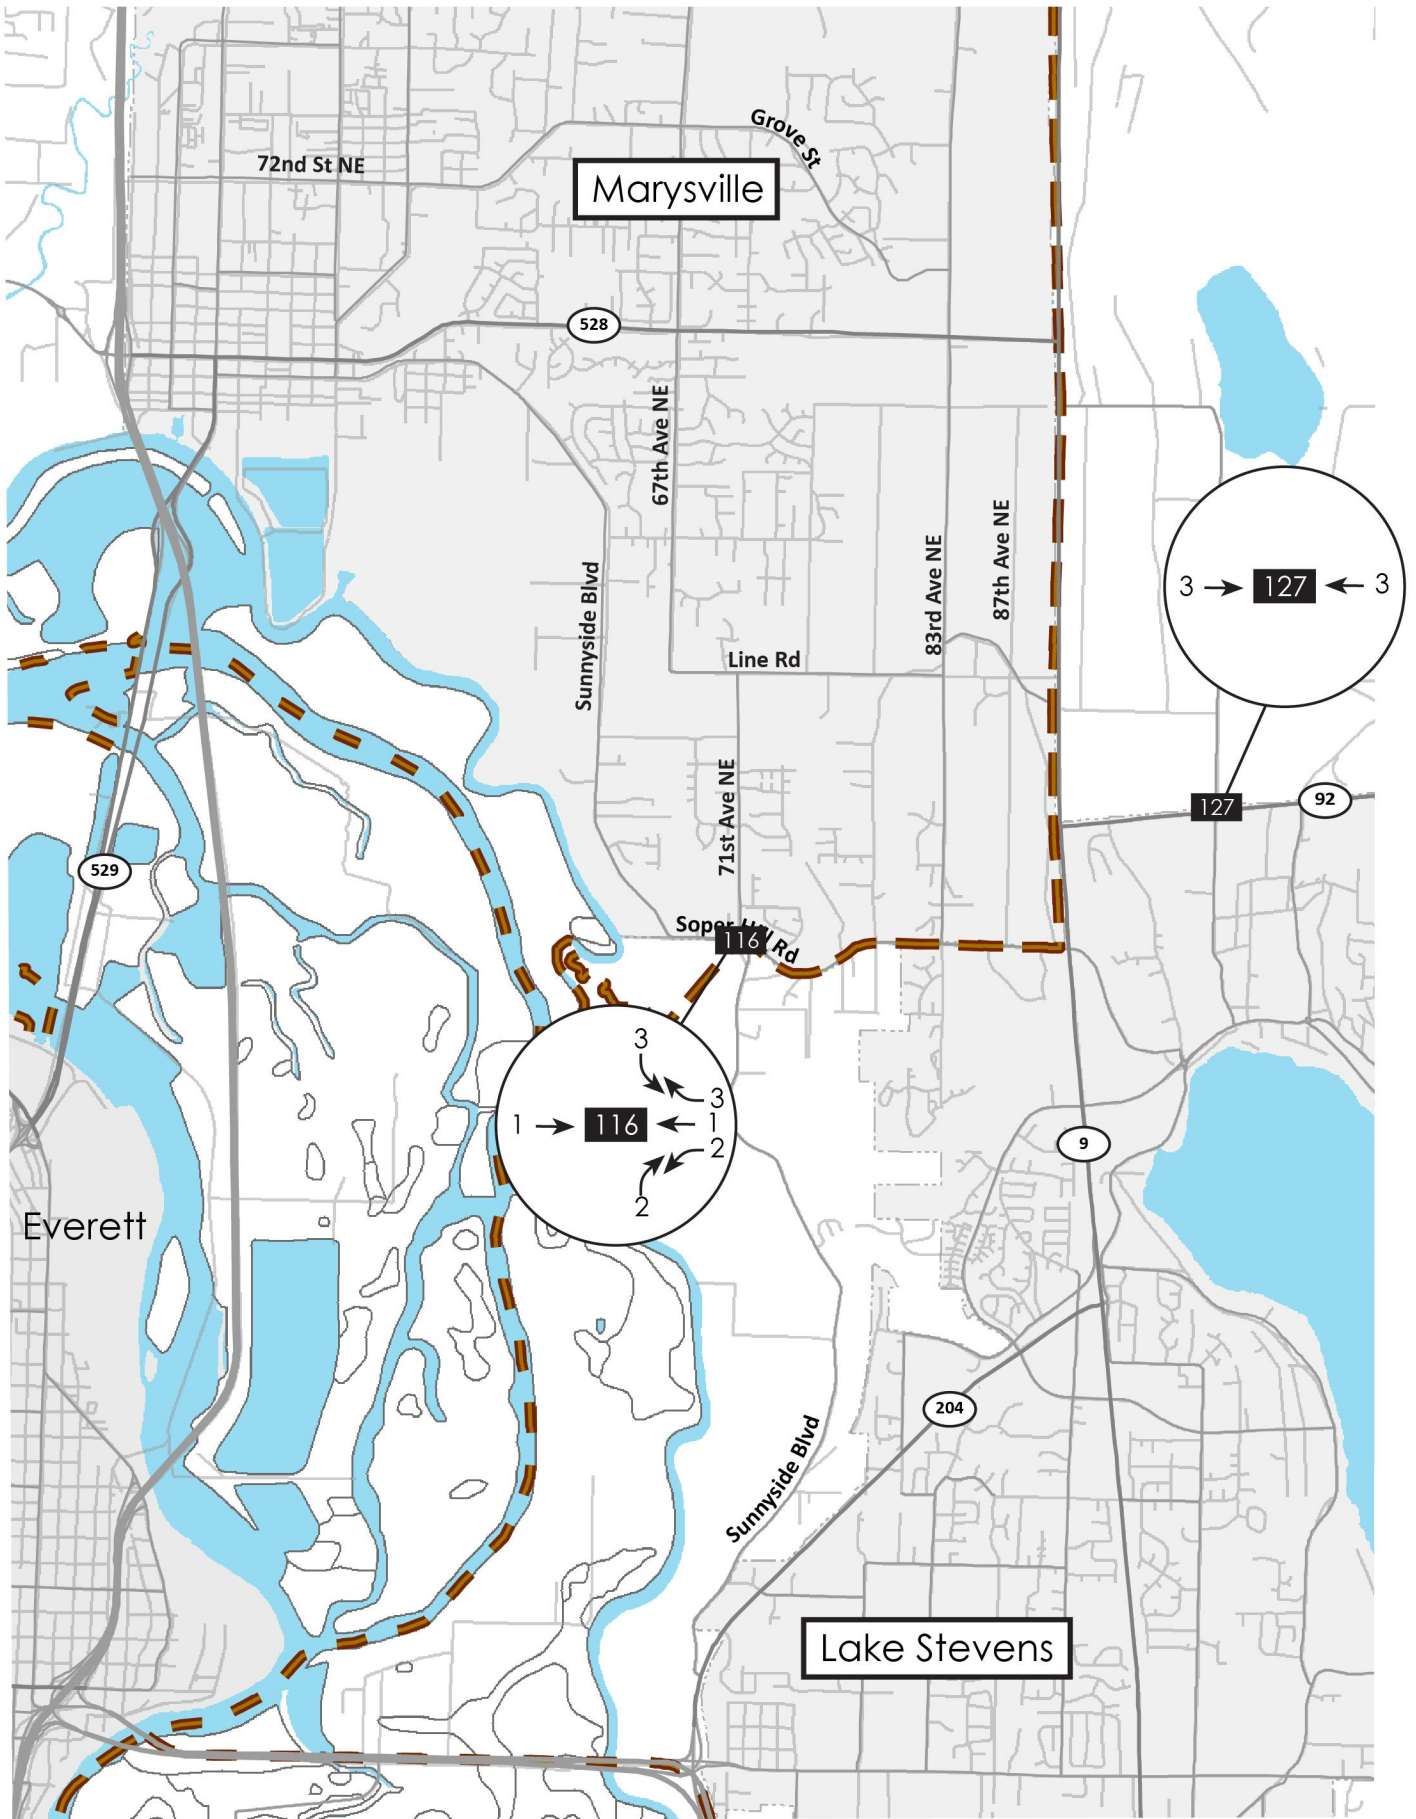 Grove St
72nd St NE
Marysville
528
67th Ave NE
87th Ave NE
83rd Ave NE
3 127 3
Sunnyside Blvd
Line Rd
71st Ave NE
127
92
529
Soper Hill Rd
116
3
3
1 116 1
2
2
9
Everett
204
Sunnyside Blvd
Lake Stevens